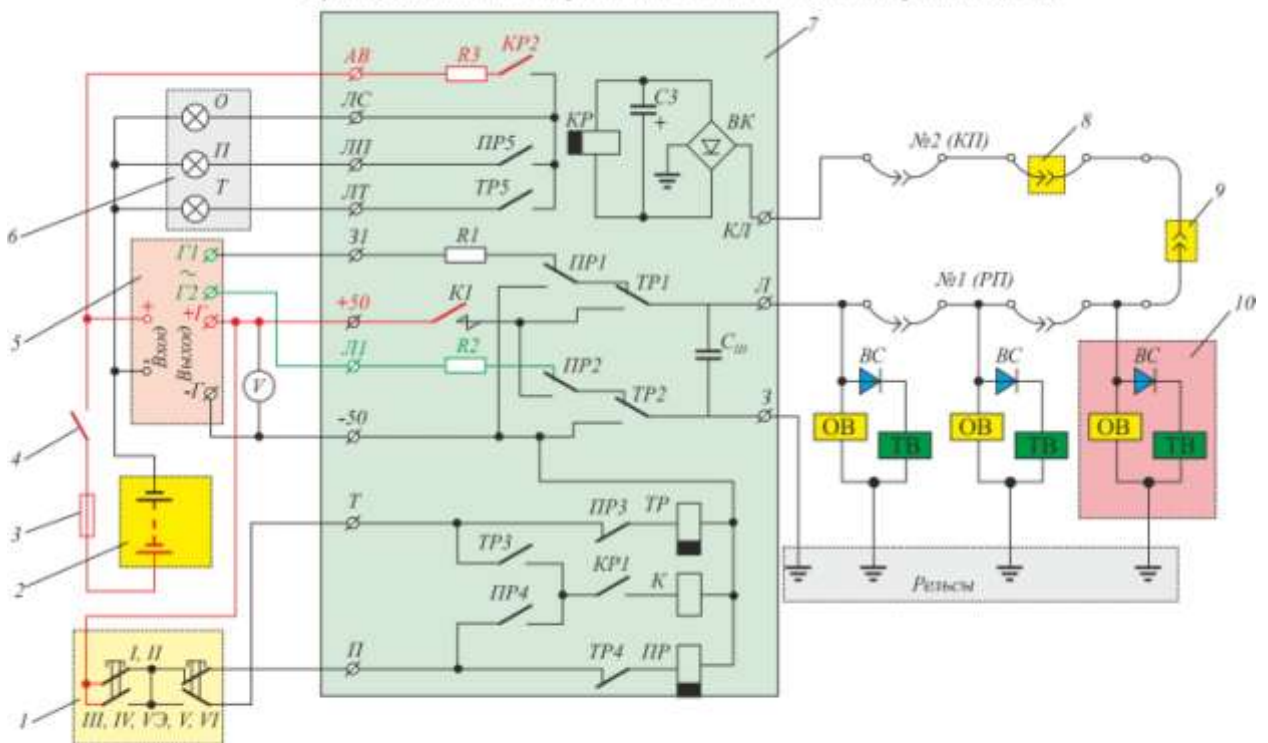 1
2
3
4
5
6
7
8
9
10
АВ
R3
КР2
О
ЛС
П
ЛП
ПР5
Т
ЛТ
ТР5
КР
С3
+
ВК
КЛ
№2 (КП)
№1 (РП)
Г1
~
Г2
+Г
-Г
+
-
Вход
Выход
V
З1
R1
ПР1
ТР1
+50
К1
Л1
R2
ПР2
ТР2
-50
Л
Сш
З
ВС
ОВ
ТВ
ВС
ОВ
ТВ
ВС
ОВ
ТВ
Рельсы
Т
ПР3
ТР
ТР3
КР1
К
ПР4
П
ТР4
ПР
I, II
III, IV, VЭ, V, VI